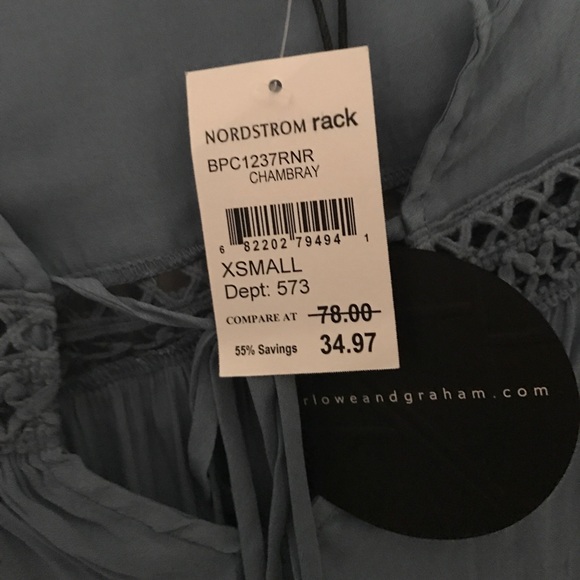 NORDSTROM rack
BPC1237RNR
CHAMBRAY
6 82202 79494 1
XSMALL
Dept: 573
COMPARE AT 78.00
55% Savings 34.97
rloweandgraham.com